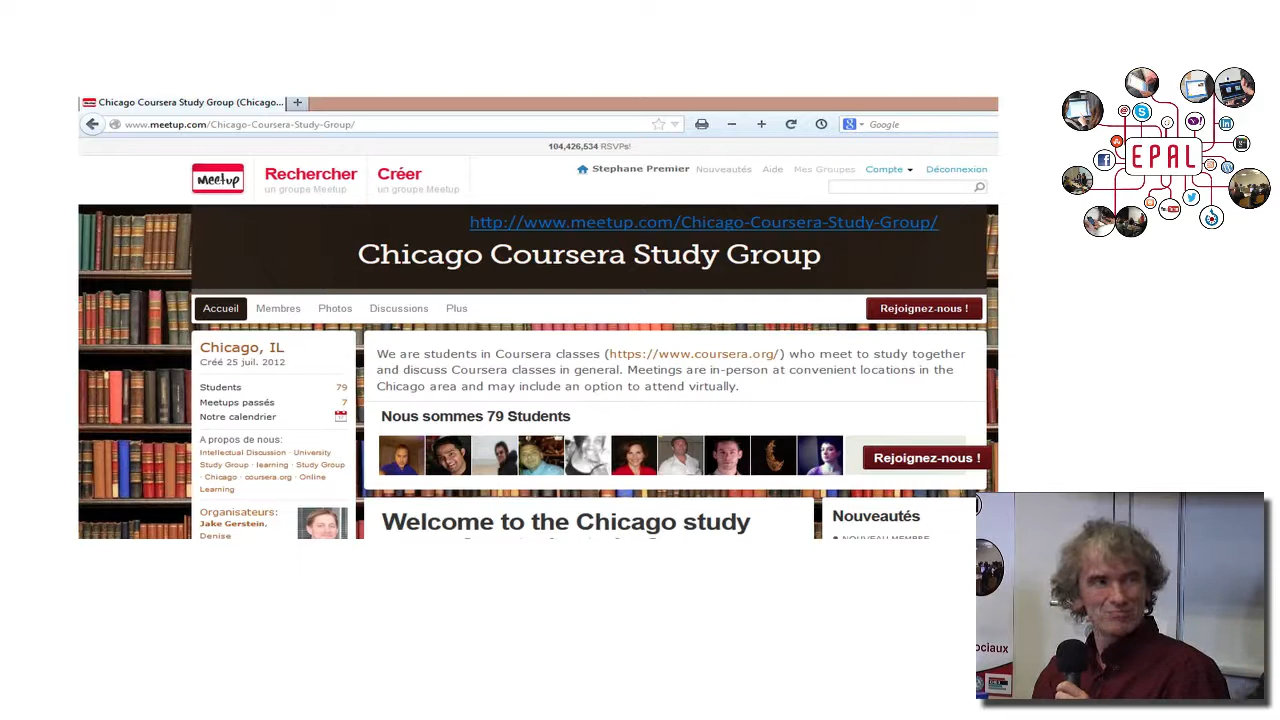 Chicago Coursera Study Group (Chicago...
www.meetup.com/Chicago-Coursera-Study-Group/
Google
104,426,534 RSVPs!
Meetup
Rechercher
un groupe Meetup
Créer
un groupe Meetup
Stephane Premier Nouveautés Aide Mes Groupes Compte Déconnexion
http://www.meetup.com/Chicago-Coursera-Study-Group/
Chicago Coursera Study Group
Accueil Membres Photos Discussions Plus Rejoignez-nous !
Chicago, IL
Créé 25 juil. 2012
Students 79
Meetups passés 7
Notre calendrier
A propos de nous:
Intellectual Discussion · University
Study Group · learning · Study Group
· Chicago · coursera.org · Online
Learning
Organisateurs:
Jake Gerstein,
Denise
We are students in Coursera classes (https://www.coursera.org/) who meet to study together
and discuss Coursera classes in general. Meetings are in-person at convenient locations in the
Chicago area and may include an option to attend virtually.
Nous sommes 79 Students
Rejoignez-nous !
Welcome to the Chicago study
Nouveautés
NOUVEAU MEMBRE
EPAL
ociaux